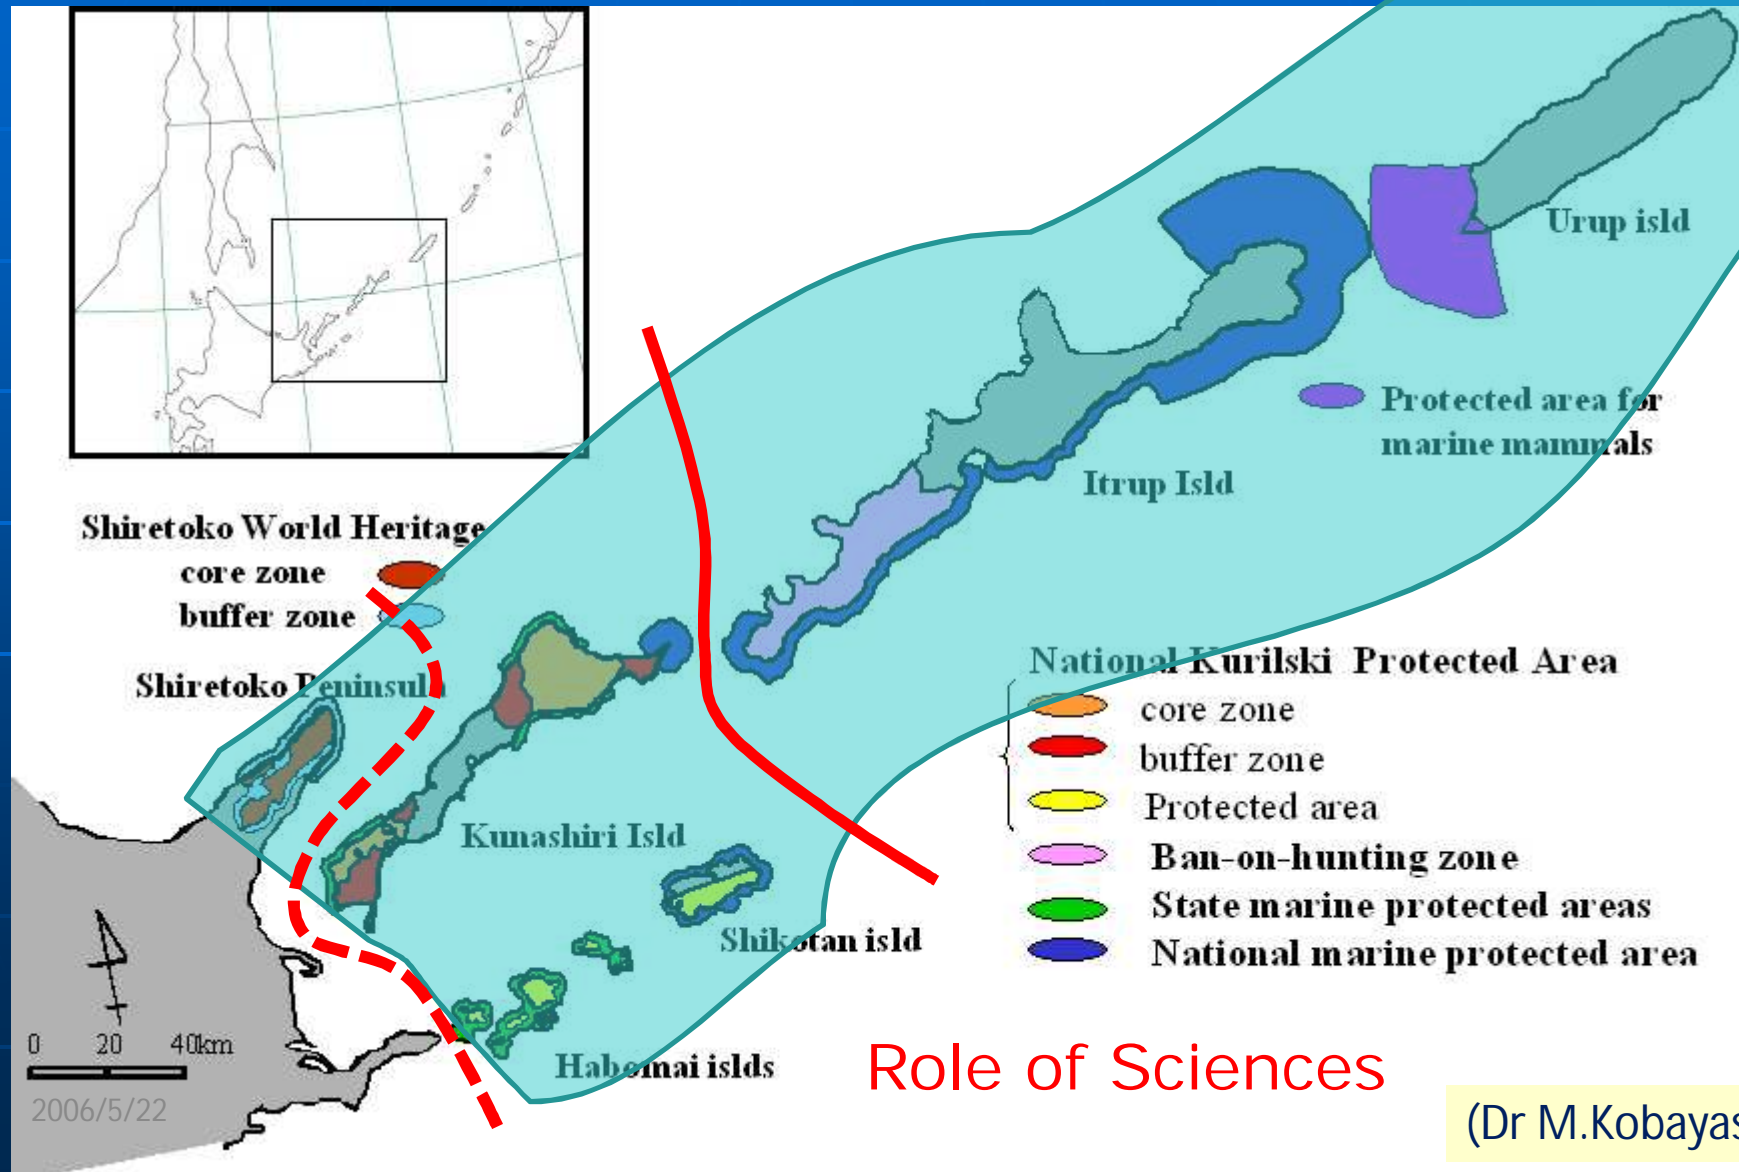 Urup isld
Protected area for
marine mammals
Itrup Isld
Shiretoko World Heritage
core zone
buffer zone
Shiretoko Peninsula
National Kurilski Protected Area
core zone
buffer zone
Protected area
Ban-on-hunting zone
State marine protected areas
National marine protected area
Kunashiri Isld
Shikotan isld
Habomai islds
0 20 40km
2006/5/22
Role of Sciences
(Dr M.Kobayas